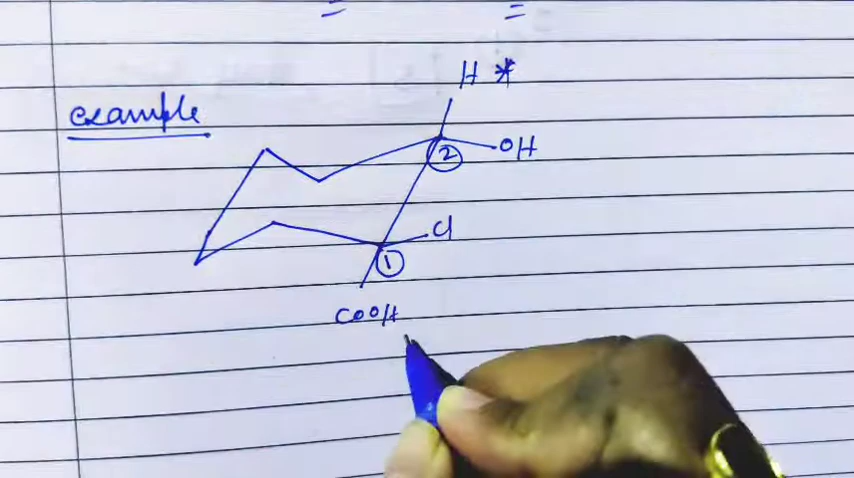 H *
example
② OH
Cl
①
COOH